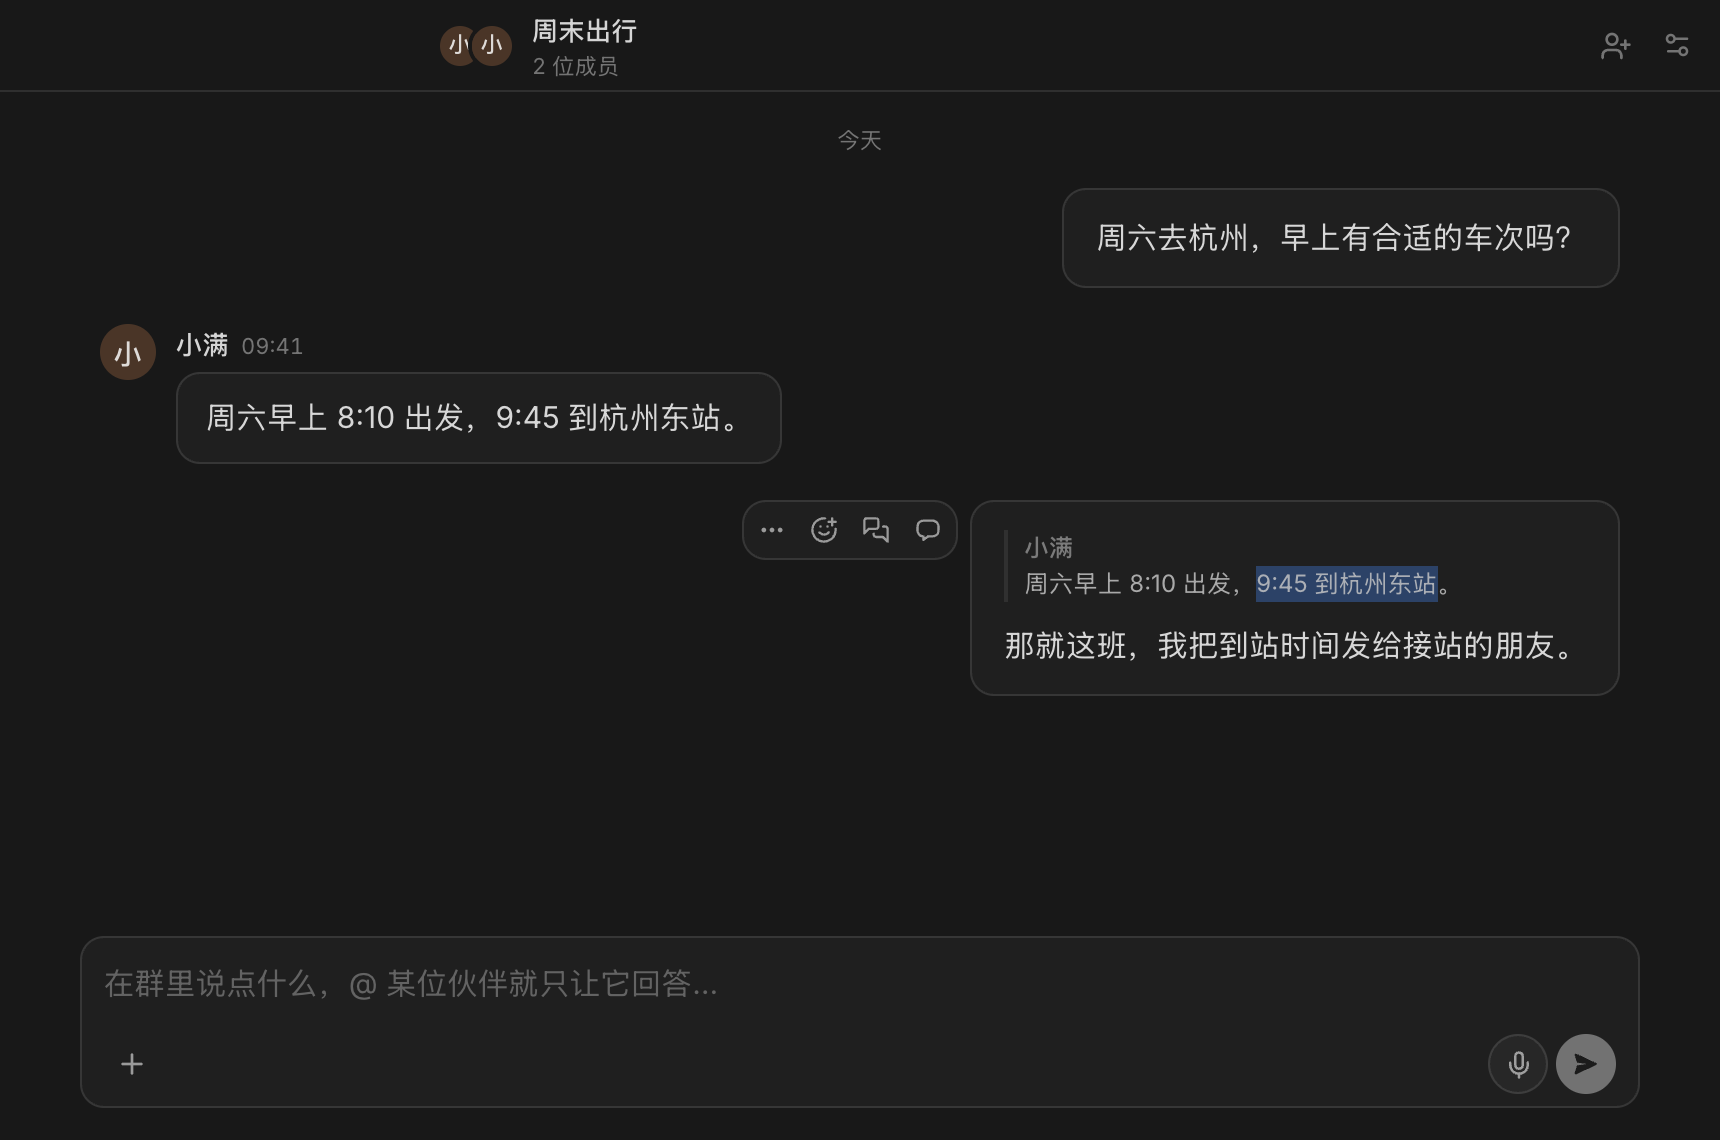 小小
周末出行
2 位成员
今天
周六去杭州，早上有合适的车次吗？
小
小满 09:41
周六早上 8:10 出发，9:45 到杭州东站。
小满
周六早上 8:10 出发，9:45 到杭州东站。
那就这班，我把到站时间发给接站的朋友。
在群里说点什么，@ 某位伙伴就只让它回答...